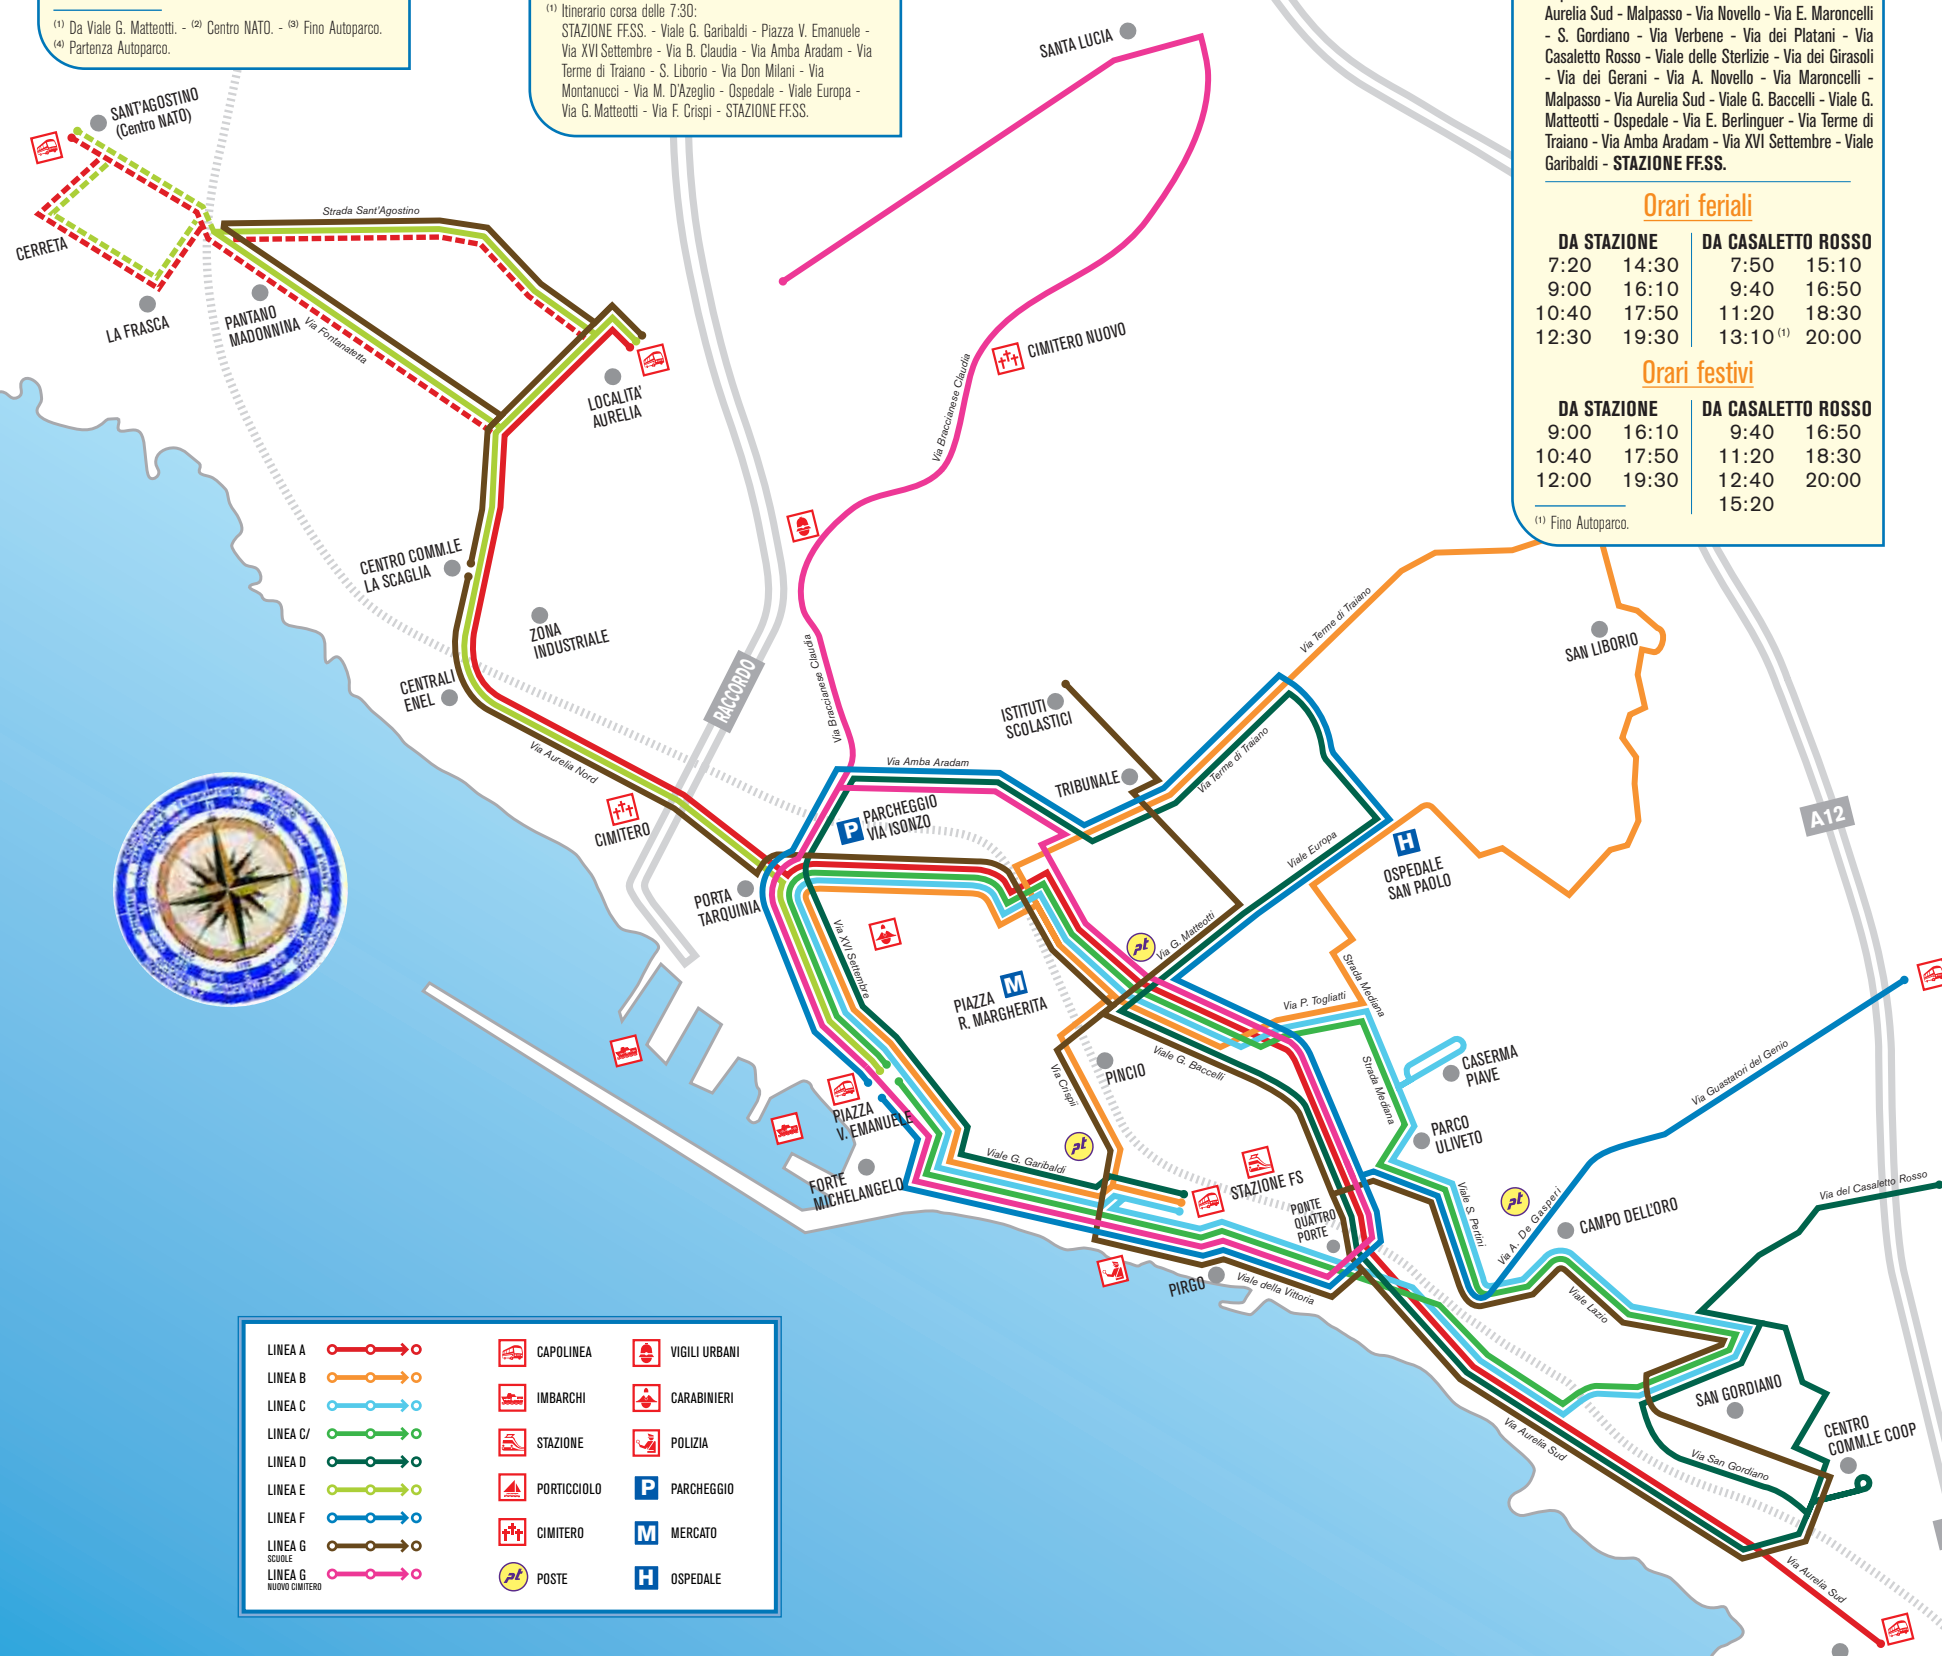 (1) Da Viale G. Matteotti. - (2) Centro NATO. - (3) Fino Autoparco.
(4) Partenza Autoparco.
(1) Itinerario corsa delle 7:30:
STAZIONE FF.SS. - Viale G. Garibaldi - Piazza V. Emanuele -
Via XVI Settembre - Via B. Claudia - Via Amba Aradam - Via
Terme di Traiano - S. Liborio - Via Don Milani - Via
Montanucci - Via M. D'Azeglio - Ospedale - Viale Europa -
Via G. Matteotti - Via F. Crispi - STAZIONE FF.SS.
Aurelia Sud - Malpasso - Via Novello - Via E. Maroncelli
- S. Gordiano - Via Verbene - Via dei Platani - Via
Casaletto Rosso - Viale delle Sterlizie - Via dei Girasoli
- Via dei Gerani - Via A. Novello - Via Maroncelli -
Malpasso - Via Aurelia Sud - Viale G. Baccelli - Viale G.
Matteotti - Ospedale - Via E. Berlinguer - Via Terme di
Traiano - Via Amba Aradam - Via XVI Settembre - Viale
Garibaldi - STAZIONE FF.SS.
Orari feriali
DA STAZIONE DA CASALETTO ROSSO
7:20 14:30 7:50 15:10
9:00 16:10 9:40 16:50
10:40 17:50 11:20 18:30
12:30 19:30 13:10 (1) 20:00
Orari festivi
DA STAZIONE DA CASALETTO ROSSO
9:00 16:10 9:40 16:50
10:40 17:50 11:20 18:30
12:00 19:30 12:40 20:00
15:20
(1) Fino Autoparco.
SANTA LUCIA
SANT'AGOSTINO
(Centro NATO)
Strada Sant'Agostino
CERRETA
LA FRASCA
PANTANO
MADONNINA
Via Fontanatetta
LOCALITA'
AURELIA
CIMITERO NUOVO
Via Braccianese Claudia
CENTRO COMM.LE
LA SCAGLIA
ZONA
INDUSTRIALE
CENTRALI
ENEL
RACCORDO
Via Braccianese Claudia
Via Terme di Traiano
SAN LIBORIO
ISTITUTI
SCOLASTICI
Via Aurelia Nord
Via Amba Aradam
TRIBUNALE
Via Terme di Traiano
CIMITERO
P
PARCHEGGIO
VIA ISONZO
A12
Viale Europa
H
OSPEDALE
SAN PAOLO
PORTA
TARQUINIA
Via XVI Settembre
pt
Via G. Matteotti
Strada Mediana
PIAZZA
R. MARGHERITA
M
Via P. Togliatti
Viale G. Baccelli
PINCIO
Via Crispii
Strada Mediana
CASERMA
PIAVE
PARCO
ULIVETO
Via Guastatori del Genio
PIAZZA
V. EMANUELE
pt
Viale G. Garibaldi
FORTE
MICHELANGELO
STAZIONE FS
PONTE
QUATTRO
PORTE
pt
Viale S. Pertini
Via A. De Gasperi
CAMPO DELL'ORO
Via del Casaletto Rosso
PIRGO
Viale della Vittoria
Viale Lazio
SAN GORDIANO
CENTRO
COMM.LE COOP
Via San Gordiano
Via Aurelia Sud
Via Aurelia Sud
LINEA A
LINEA B
LINEA C
LINEA C/
LINEA D
LINEA E
LINEA F
LINEA G
SCUOLE
LINEA G
NUOVO CIMITERO
CAPOLINEA
IMBARCHI
STAZIONE
PORTICCIOLO
CIMITERO
pt POSTE
VIGILI URBANI
CARABINIERI
POLIZIA
P PARCHEGGIO
M MERCATO
H OSPEDALE